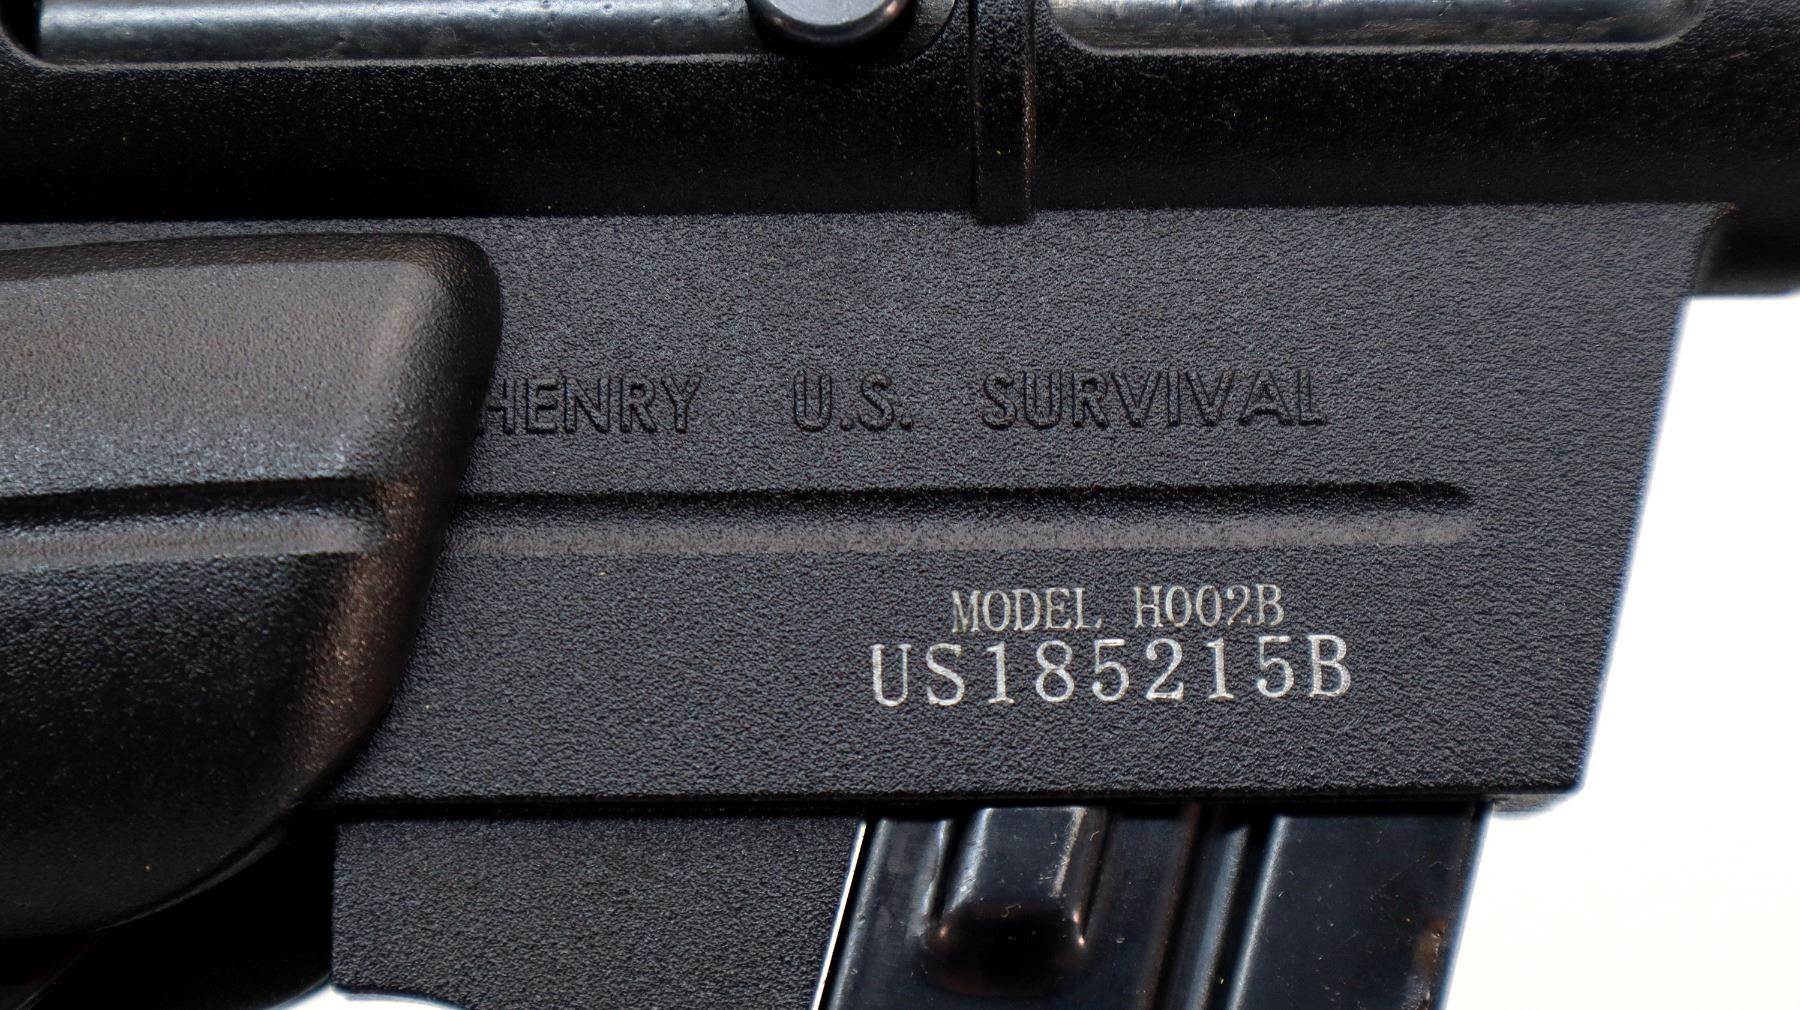 HENRY U.S. SURVIVAL
MODEL H002B
US185215B